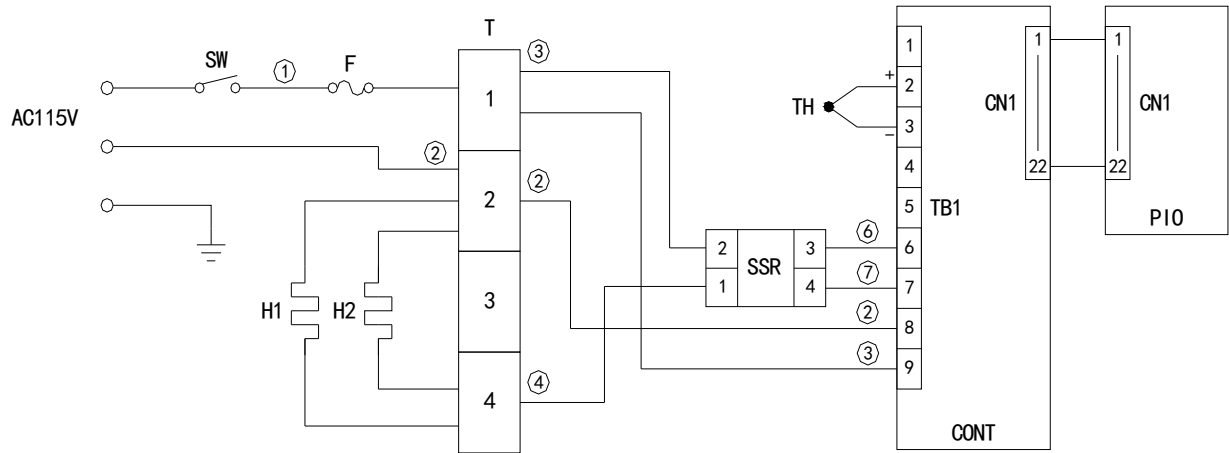 T
SW
①
F
③
AC115V
1
②
②
2
H1
H2
3
④
4
2
3
SSR
1
4
⑥
⑦
②
③
TH
+
−
1
2
3
4
5
6
7
8
9
TB1
CONT
1
CN1
22
1
CN1
22
PIO